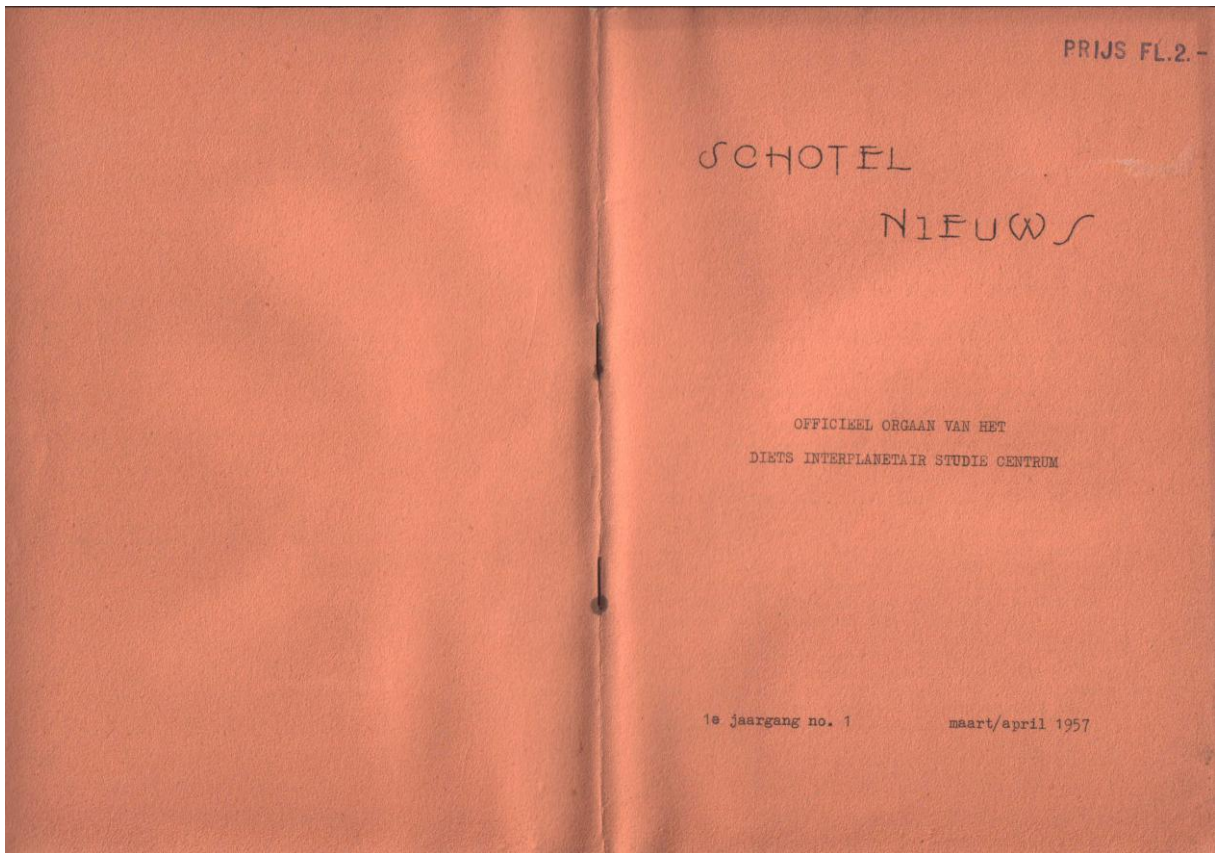 PRIJS FL.2.-
SCHOTEL
NIEUWS
OFFICIEEL ORGAAN VAN HET
DIETS INTERPLANETAIR STUDIE CENTRUM
1e jaargang no. 1 maart/april 1957